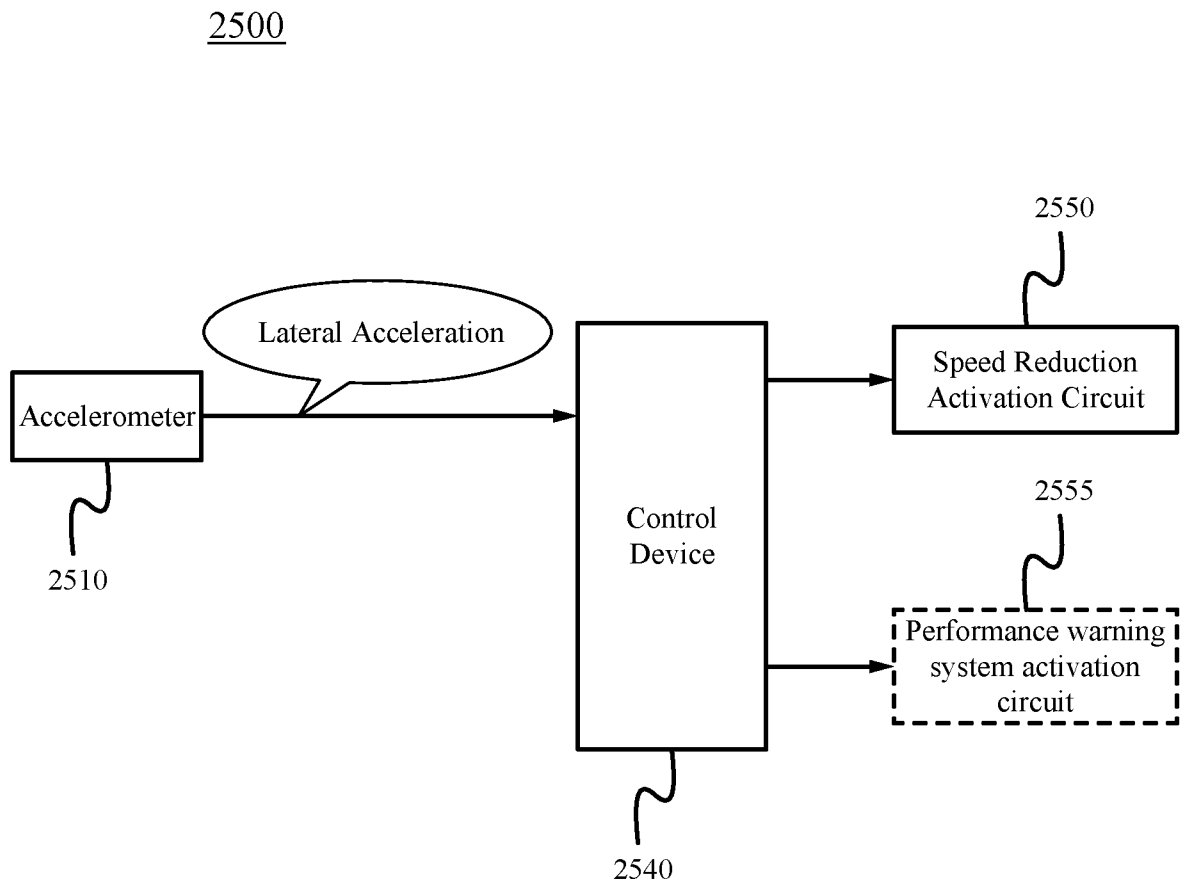 2500
2550
Lateral Acceleration
Speed Reduction
Activation Circuit
Accelerometer
2555
Control
Device
2510
Performance warning
system activation
circuit
2540